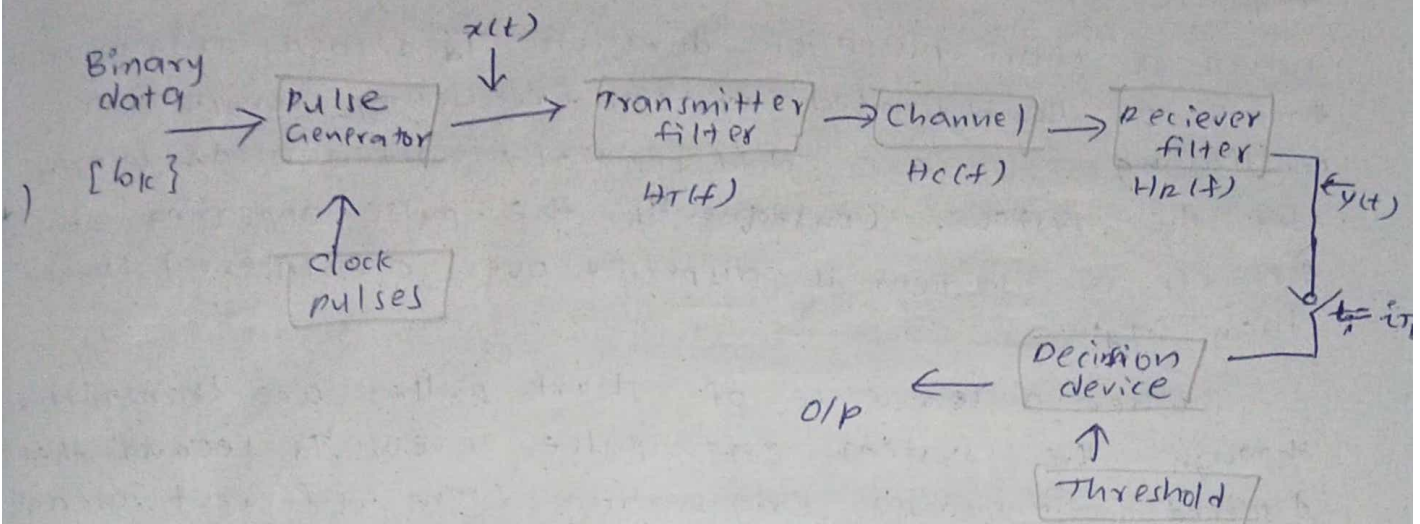 x(t)
Binary
data
{bk}
Pulse
Generator
Transmitter
filter
HT(f)
Channel
Hc(f)
Reciever
filter
HR(f)
y(t)
clock
pulses
Decision
device
O/p
Threshold